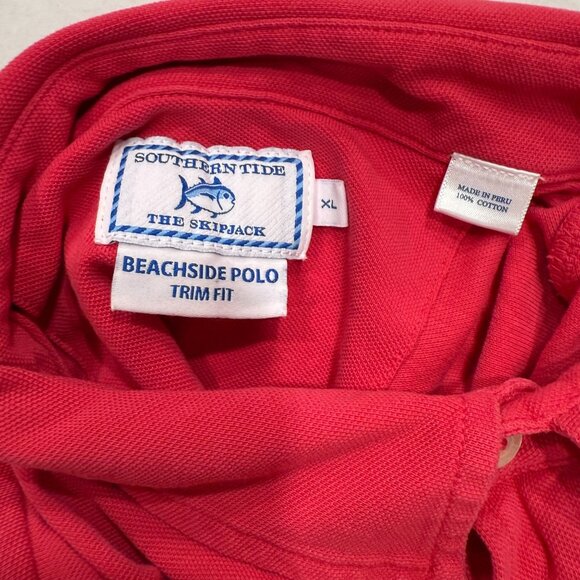 SOUTHERN TIDE
THE SKIPJACK
XL
BEACHSIDE POLO
TRIM FIT
MADE IN PERU
100% COTTON